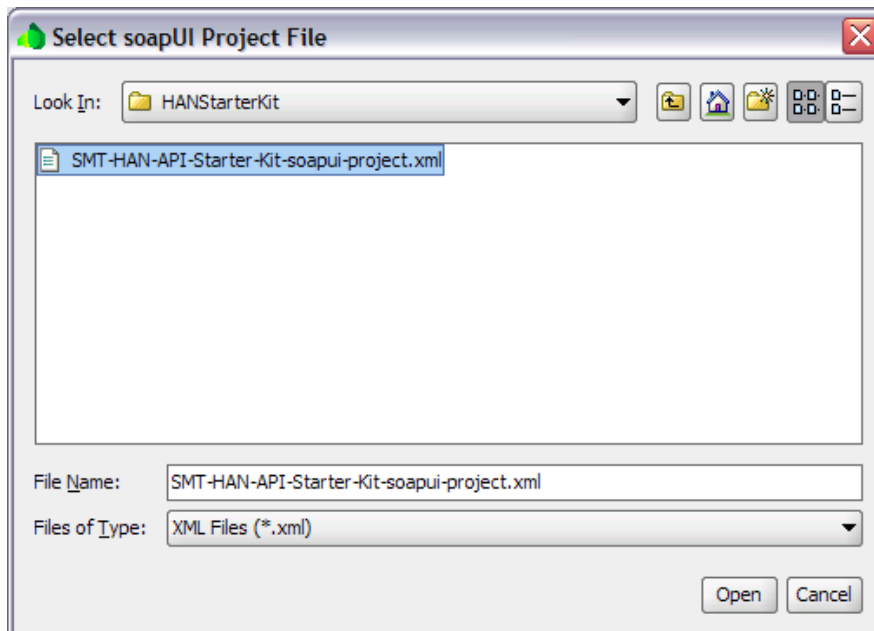 Select soapUI Project File
Look In: HANStarterKit
SMT-HAN-API-Starter-Kit-soapui-project.xml
File Name: SMT-HAN-API-Starter-Kit-soapui-project.xml
Files of Type: XML Files (*.xml)
Open Cancel